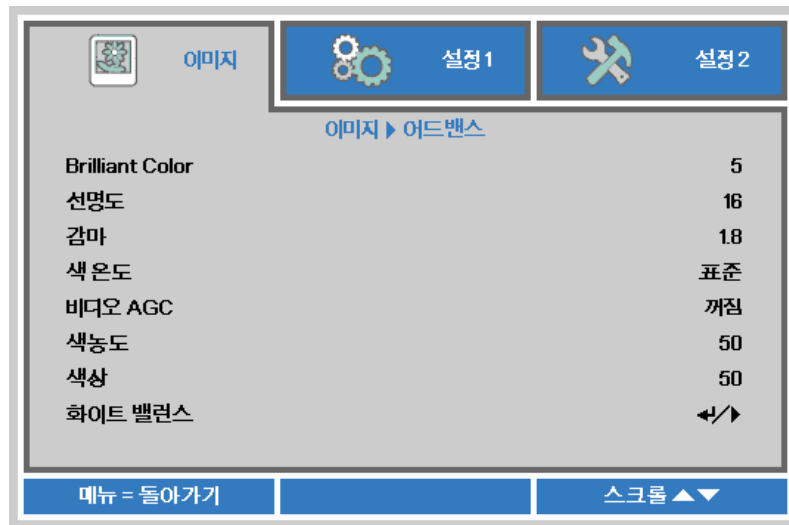 이미지 설정1 설정2
이미지 ▶ 어드밴스
Brilliant Color 5
선명도 16
감마 1.8
색 온도 표준
비디오 AGC 꺼짐
색농도 50
색상 50
화이트 밸런스 ↵/▶
메뉴 = 돌아가기 스크롤 ▲▼